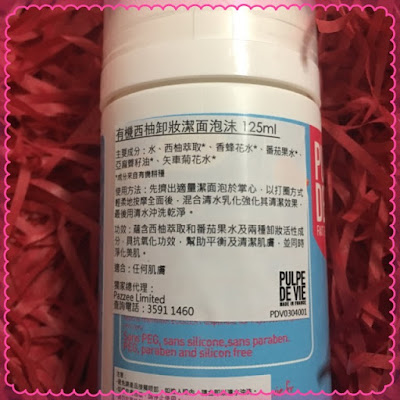 有機西柚卸妝潔面泡沫 125ml
主要成分：水、西柚萃取*、香蜂花水*、番茄果水*、
亞麻薺籽油*、矢車菊花水*
*成分來自有機耕種
使用方法：先擠出適量潔面泡於掌心，以打圈方式
輕柔地按摩全面後，混合清水乳化強化其清潔效果，
最後用清水沖洗乾淨。
功效：蘊含西柚萃取和番茄果水及兩種卸妝活性成
分，具抗氧化功效，幫助平衡及清潔肌膚，並同時
淨化美肌。
適合：任何肌膚
獨家總代理：
Pazzee Limited
查詢電話：3591 1460
PULPE
DE VIE
MADE IN FRANCE
PDV0304001
P
DE
Sans PEG, sans silicone, sans paraben.
PEG, paraben and silicon free